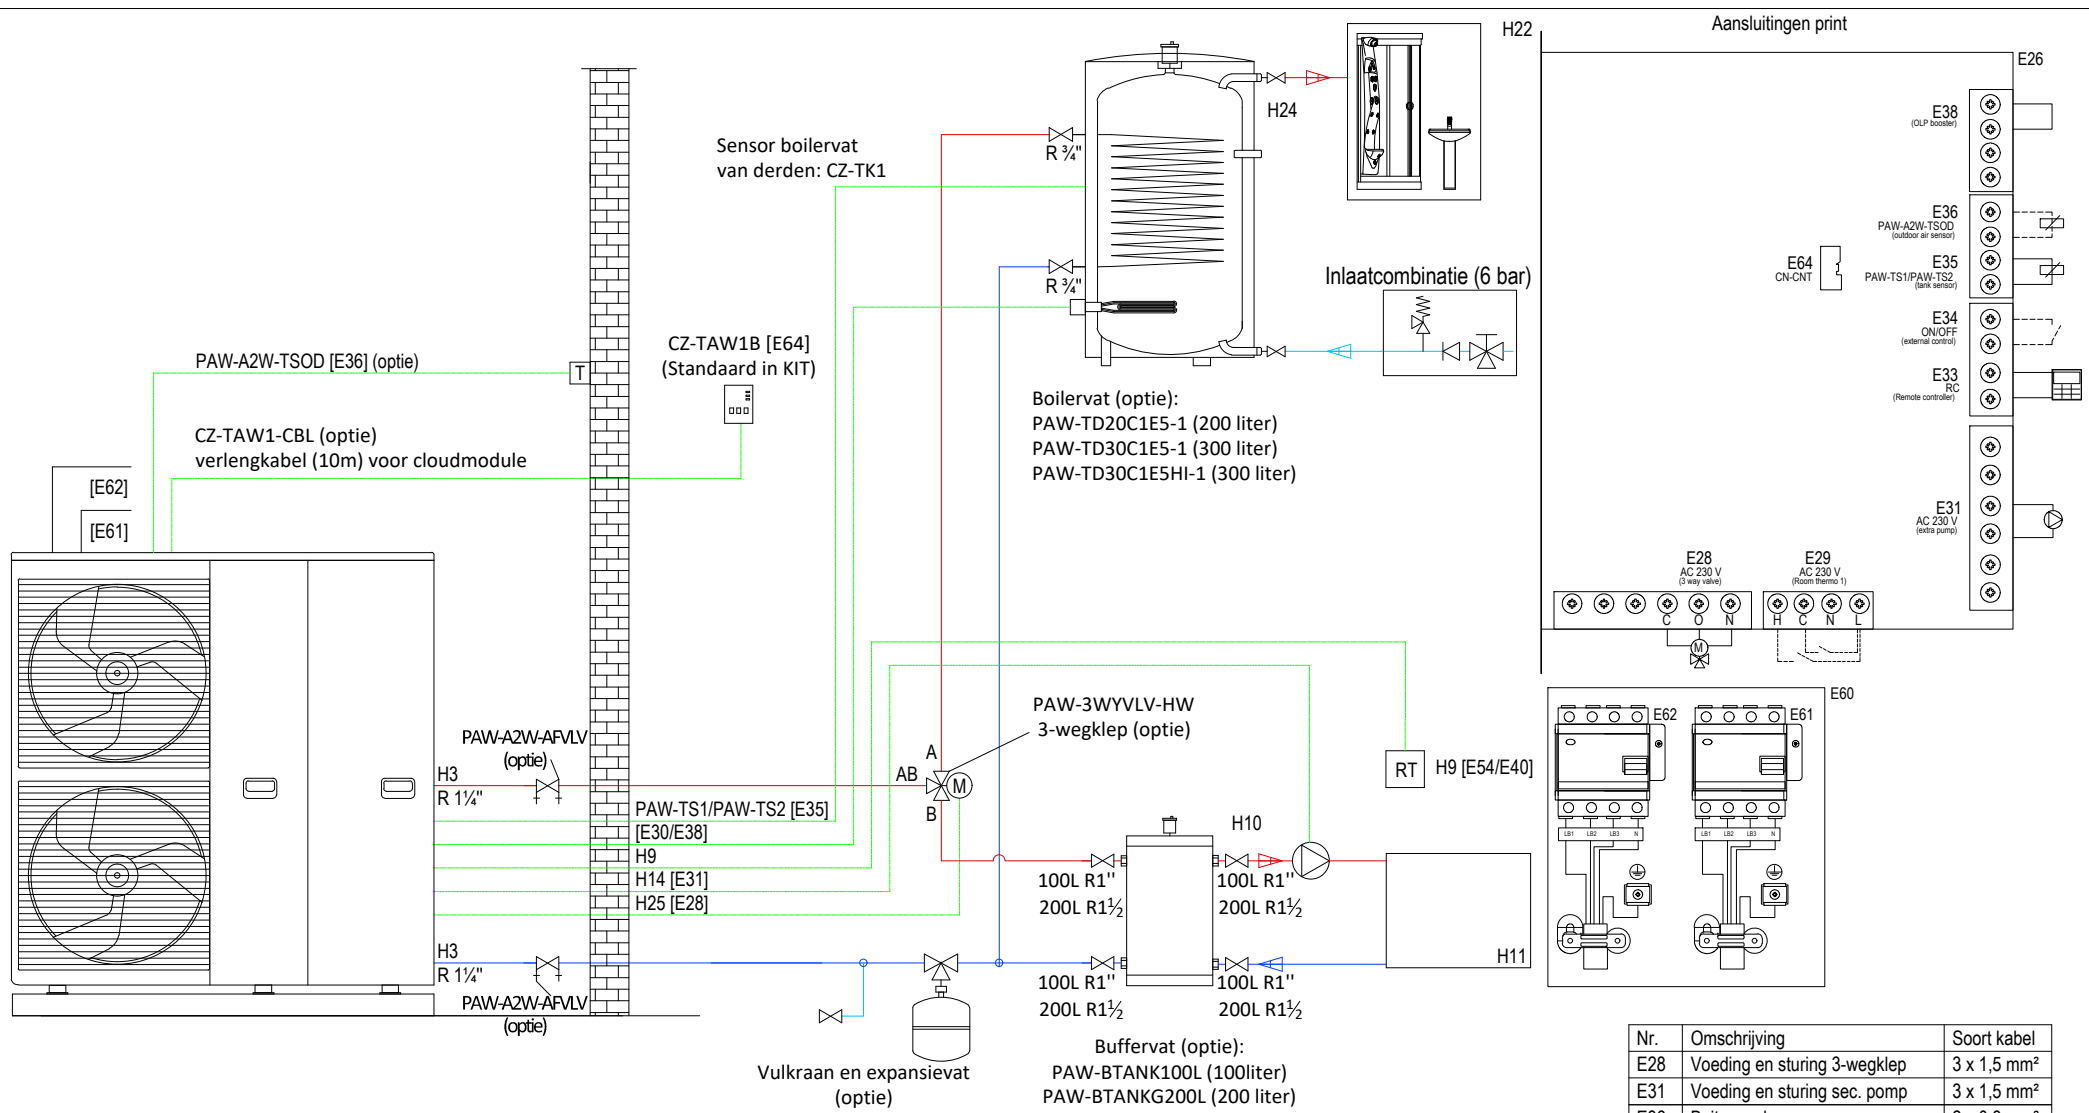 Aansluitingen print
H22
E26
E38
(OLP booster)
E36
PAW-A2W-TSOD
(outdoor air sensor)
E64
CN-CNT
E35
PAW-TS1/PAW-TS2
(tank sensor)
E34
ON/OFF
(external control)
E33
RC
(Remote controller)
E31
AC 230 V
(extra pump)
E28
AC 230 V
(3 way valve)
E29
AC 230 V
(Room thermo 1)
C O N
H C N L
M
H24
Sensor boilervat
van derden: CZ-TK1
R ¾"
R ¾"
Inlaatcombinatie (6 bar)
CZ-TAW1B [E64]
(Standaard in KIT)
PAW-A2W-TSOD [E36] (optie)
T
CZ-TAW1-CBL (optie)
verlengkabel (10m) voor cloudmodule
[E62]
[E61]
Boilervat (optie):
PAW-TD20C1E5-1 (200 liter)
PAW-TD30C1E5-1 (300 liter)
PAW-TD30C1E5HI-1 (300 liter)
PAW-3WYVLV-HW
3-wegklep (optie)
A
AB
M
B
PAW-A2W-AFVLV
(optie)
H3
R 1¼"
PAW-TS1/PAW-TS2 [E35]
[E30/E38]
H9
H14 [E31]
H25 [E28]
H3
R 1¼"
PAW-A2W-AFVLV
(optie)
RT
H9 [E54/E40]
H10
100L R1''
200L R1½
100L R1''
200L R1½
H11
100L R1''
200L R1½
100L R1''
200L R1½
Vulkraan en expansievat
(optie)
Buffervat (optie):
PAW-BTANK100L (100liter)
PAW-BTANKG200L (200 liter)
E60
E62
E61
LB1 LB2 LB3 N
LB1 LB2 LB3 N
Nr. Omschrijving Soort kabel
E28 Voeding en sturing 3-wegklep 3 x 1,5 mm²
E31 Voeding en sturing sec. pomp 3 x 1,5 mm²